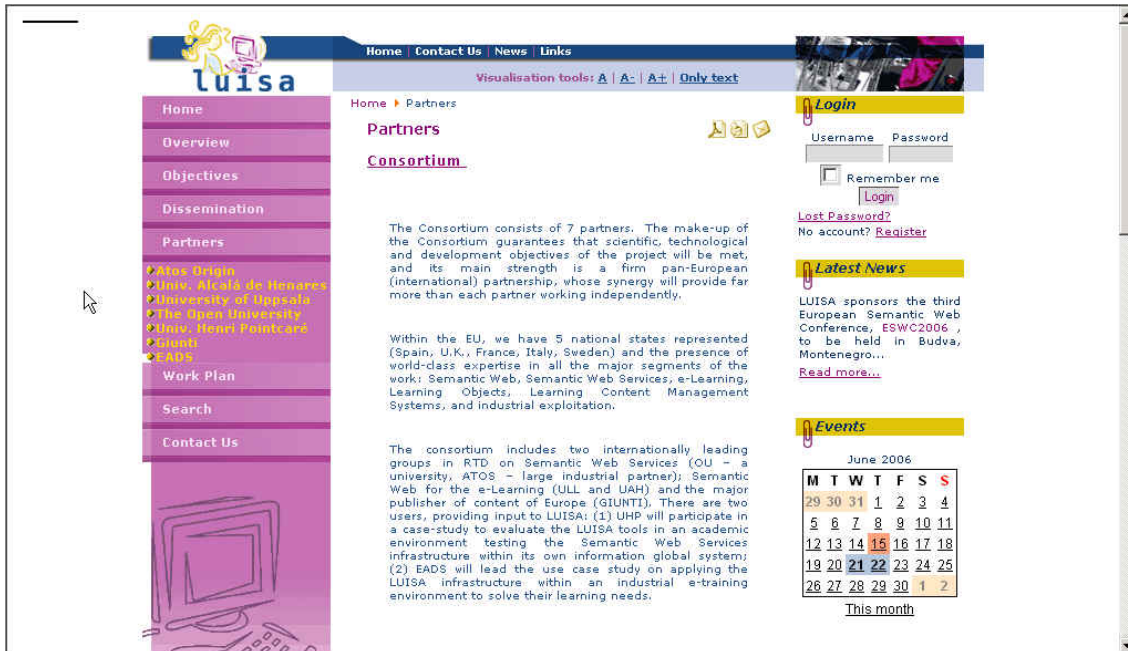 luisa
Home | Contact Us | News | Links
Visualisation tools: A | A- | A+ | Only text
Home
Overview
Objectives
Dissemination
Partners
Atos Origin
Univ. Alcalá de Henares
University of Uppsala
The Open University
Univ. Henri Pointcaré
Giunti
EADS
Work Plan
Search
Contact Us
Home Partners
Partners
Consortium
The Consortium consists of 7 partners. The make-up of
the Consortium guarantees that scientific, technological
and development objectives of the project will be met,
and its main strength is a firm pan-European
(international) partnership, whose synergy will provide far
more than each partner working independently.
Within the EU, we have 5 national states represented
(Spain, U.K., France, Italy, Sweden) and the presence of
world-class expertise in all the major segments of the
work: Semantic Web, Semantic Web Services, e-Learning,
Learning Objects, Learning Content Management
Systems, and industrial exploitation.
The consortium includes two internationally leading
groups in RTD on Semantic Web Services (OU – a
university, ATOS – large industrial partner); Semantic
Web for the e-Learning (ULL and UAH) and the major
publisher of content of Europe (GIUNTI). There are two
users, providing input to LUISA: (1) UHP will participate in
a case-study to evaluate the LUISA tools in an academic
environment testing the Semantic Web Services
infrastructure within its own information global system;
(2) EADS will lead the use case study on applying the
LUISA infrastructure within an industrial e-training
environment to solve their learning needs.
Login
Username Password
Remember me
Login
Lost Password?
No account? Register
Latest News
LUISA sponsors the third
European Semantic Web
Conference, ESWC2006 ,
to be held in Budva,
Montenegro...
Read more...
Events
June 2006
M T W T F S S
29 30 31 1 2 3 4
5 6 7 8 9 10 11
12 13 14 15 16 17 18
19 20 21 22 23 24 25
26 27 28 29 30 1 2
This month